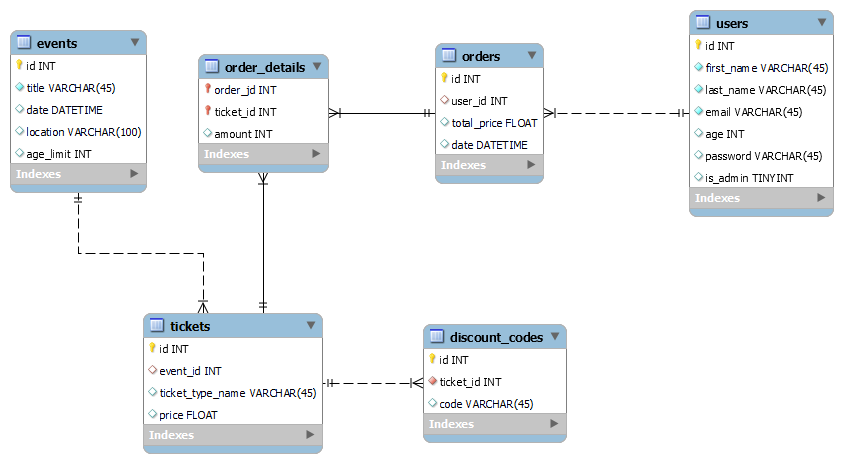 events
id INT
title VARCHAR(45)
date DATETIME
location VARCHAR(100)
age_limit INT
Indexes
order_details
order_id INT
ticket_id INT
amount INT
Indexes
orders
id INT
user_id INT
total_price FLOAT
date DATETIME
Indexes
users
id INT
first_name VARCHAR(45)
last_name VARCHAR(45)
email VARCHAR(45)
age INT
password VARCHAR(45)
is_admin TINYINT
Indexes
tickets
id INT
event_id INT
ticket_type_name VARCHAR(45)
price FLOAT
Indexes
discount_codes
id INT
ticket_id INT
code VARCHAR(45)
Indexes